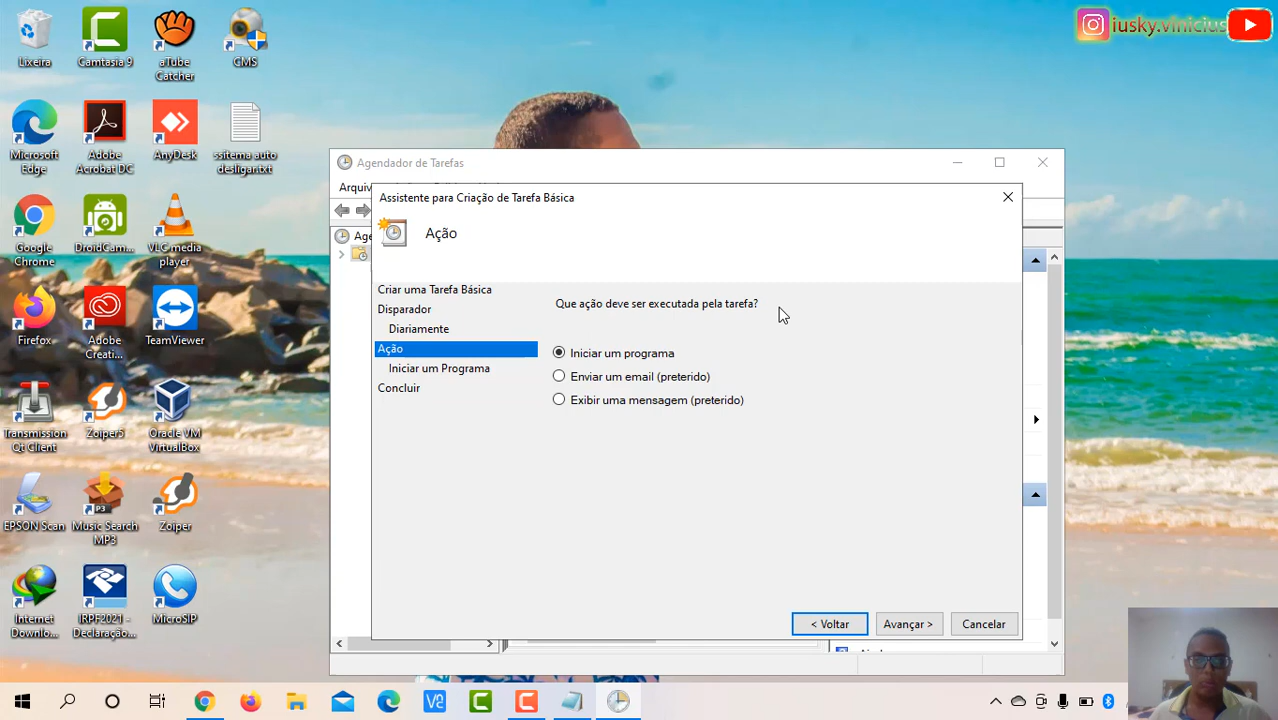 Lixeira
Camtasia 9
aTube
Catcher
CMS
iusky.vinicius
Microsoft
Edge
Adobe
Acrobat DC
AnyDesk
ssitema auto
desligar.txt
Google
Chrome
DroidCam...
VLC media
player
Firefox
Adobe
Creati...
TeamViewer
Transmission
Qt Client
Zoiper5
Oracle VM
VirtualBox
EPSON Scan
Music Search
MP3
Zoiper
Internet
Downlo...
IRPF2021 -
Declaração...
MicroSIP
Agendador de Tarefas
Arquiv
Age
Assistente para Criação de Tarefa Básica
Ação
Criar uma Tarefa Básica
Disparador
Diariamente
Ação
Iniciar um Programa
Concluir
Que ação deve ser executada pela tarefa?
Iniciar um programa
Enviar um email (preterido)
Exibir uma mensagem (preterido)
< Voltar
Avançar >
Cancelar